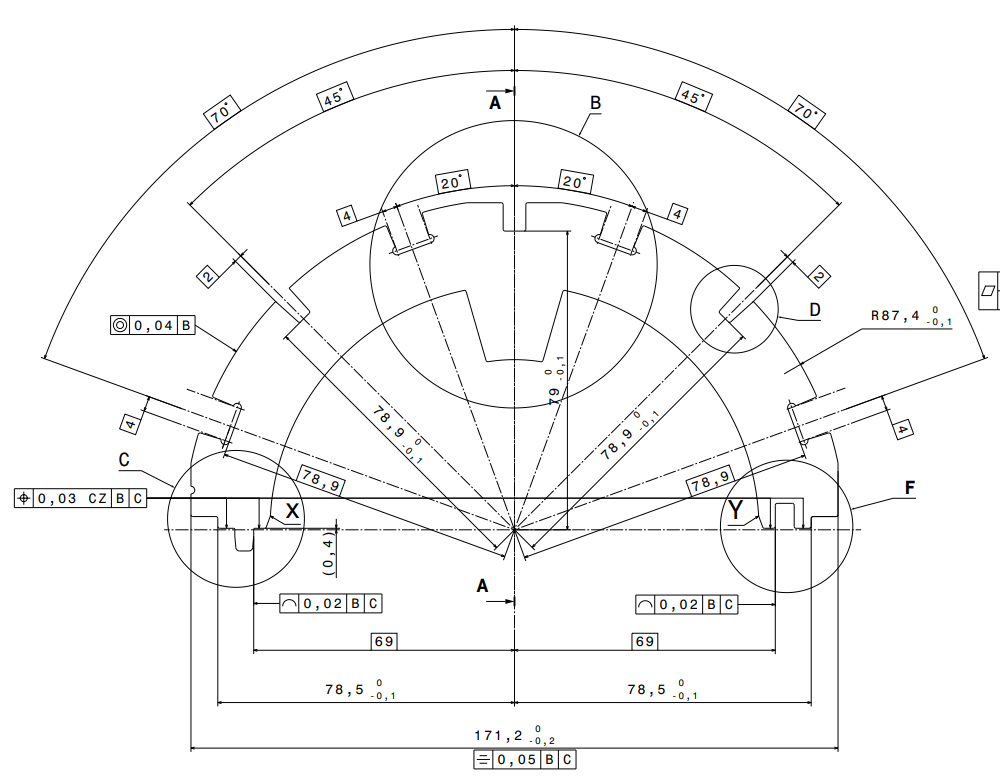 A
B
70°
45°
45°
70°
20°
20°
4
4
2
2
◎ 0,04 B
D
R87,4 0 -0,1
79 0 -0,1
4
78,9 0 -0,1
78,9 0 -0,1
4
C
78,9
78,9
F
⌖ 0,03 CZ B C
X
Y
(0,4)
A
⌒ 0,02 B C
⌒ 0,02 B C
69
69
78,5 0 -0,1
78,5 0 -0,1
171,2 0 -0,2
⌯ 0,05 B C